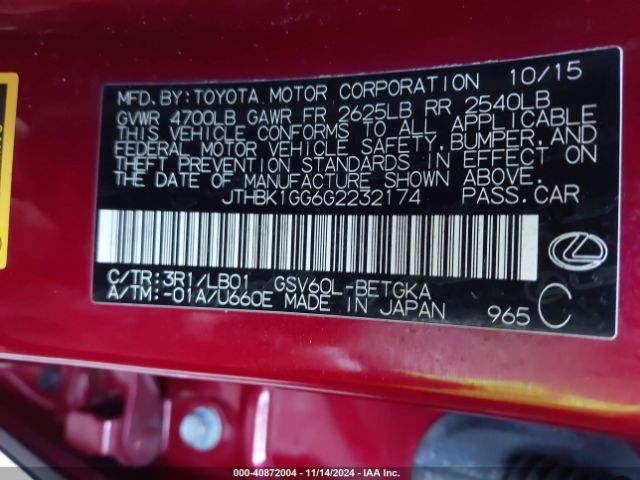 MFD. BY:TOYOTA MOTOR CORPORATION 10/15
GVWR 4700LB GAWR FR 2625LB RR 2540LB
THIS VEHICLE CONFORMS TO ALL APPLICABLE
FEDERAL MOTOR VEHICLE SAFETY,BUMPER,AND
THEFT PREVENTION STANDARDS IN EFFECT ON
THE DATE OF MANUFACTURE SHOWN ABOVE.
JTHBK1GG6G2232174 PASS.CAR
C/TR:3R1/LB01 GSV60L-BETGKA
A/TM:-01A/U660E MADE IN JAPAN 965 C
000-40872004 - 11/14/2024 - IAA Inc.